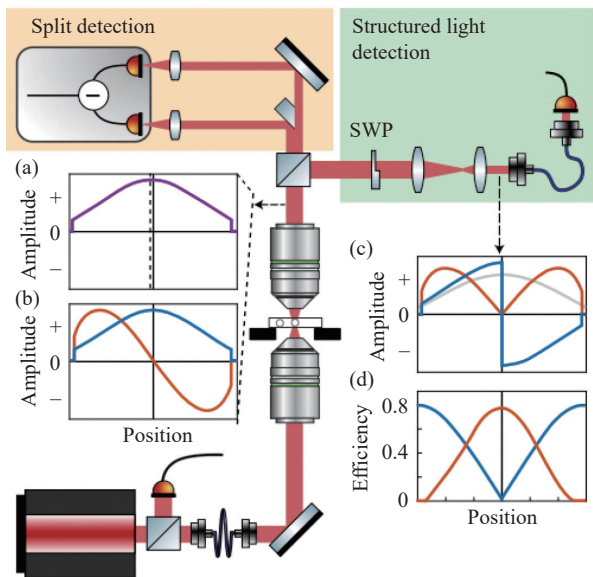 Split detection
Structured light
detection
SWP
(a)
Amplitude
+
0
−
(b)
Amplitude
+
0
−
Position
(c)
Amplitude
+
0
−
(d)
Efficiency
0.8
0.4
0
Position